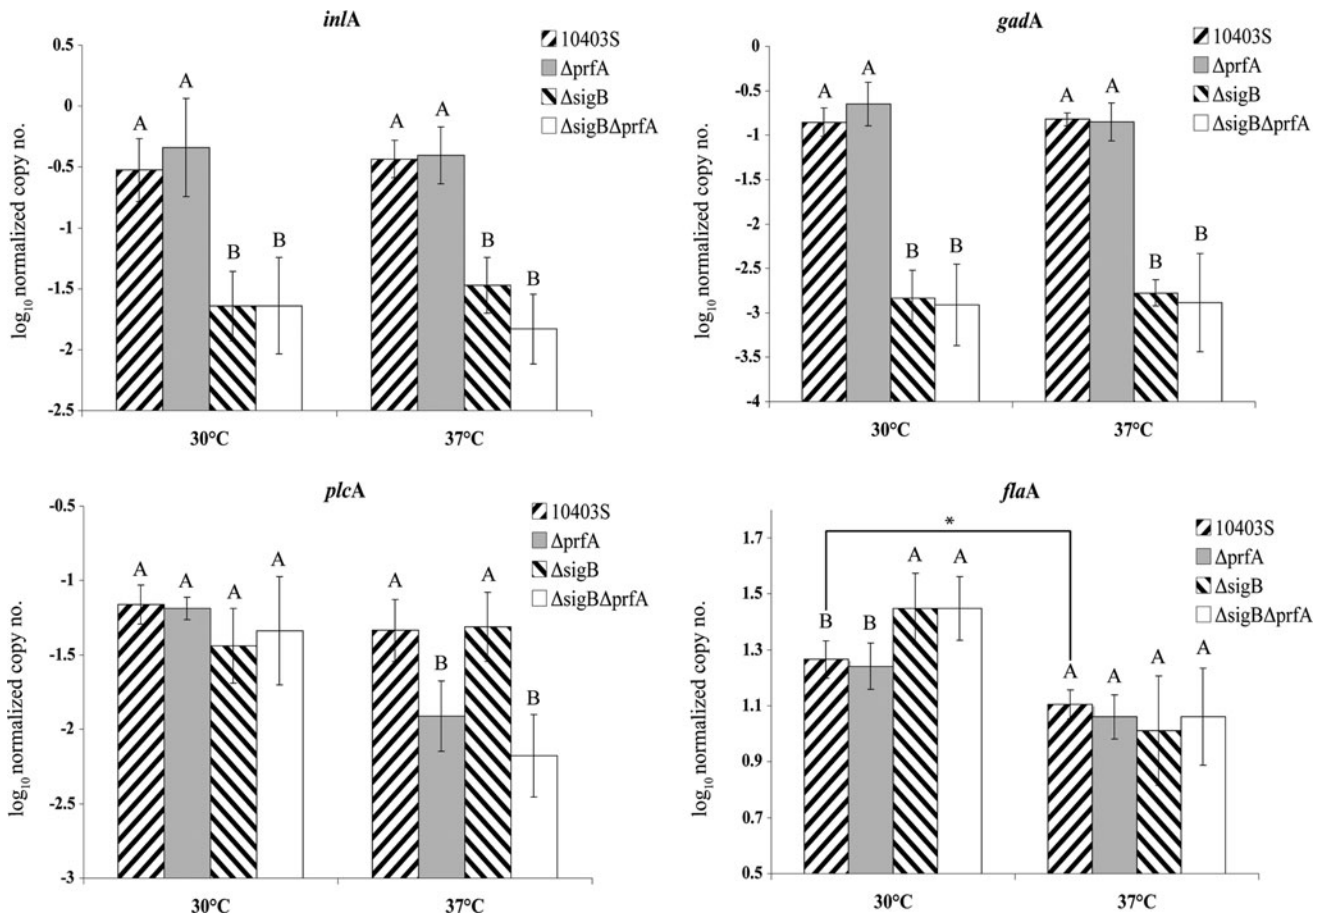 inlA
log10 normalized copy no.
0.5
0
-0.5
-1
-1.5
-2
-2.5
A
A
B
B
A
A
B
B
10403S
ΔprfA
ΔsigB
ΔsigBΔprfA
30°C
37°C
gadA
log10 normalized copy no.
0
-0.5
-1
-1.5
-2
-2.5
-3
-3.5
-4
A
A
B
B
A
A
B
B
10403S
ΔprfA
ΔsigB
ΔsigBΔprfA
30°C
37°C
plcA
log10 normalized copy no.
-0.5
-1
-1.5
-2
-2.5
-3
A
A
A
A
A
B
A
B
10403S
ΔprfA
ΔsigB
ΔsigBΔprfA
30°C
37°C
flaA
log10 normalized copy no.
1.7
1.5
1.3
1.1
0.9
0.7
0.5
*
B
B
A
A
A
A
A
A
10403S
ΔprfA
ΔsigB
ΔsigBΔprfA
30°C
37°C